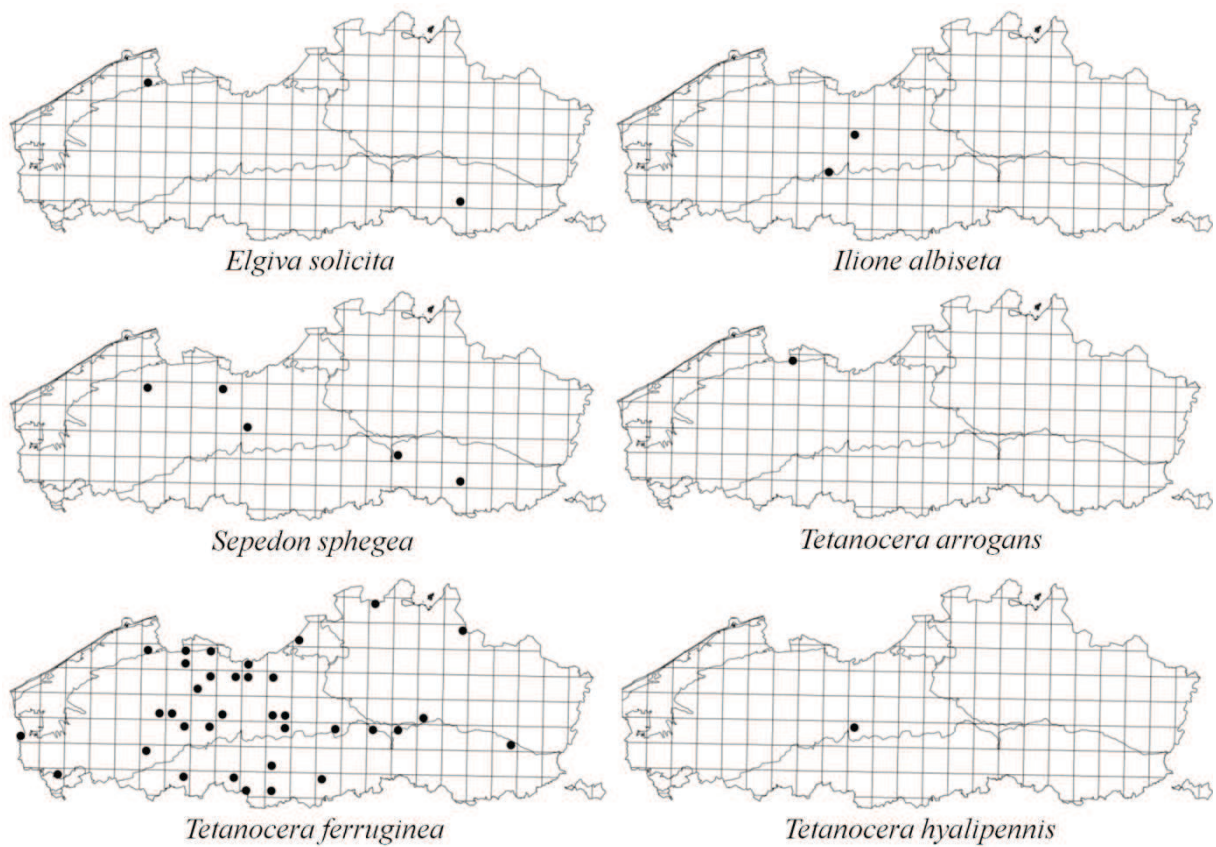 Elgiva solicita
Ilione albiseta
Sepedon sphegea
Tetanocera arrogans
Tetanocera ferruginea
Tetanocera hyalipennis